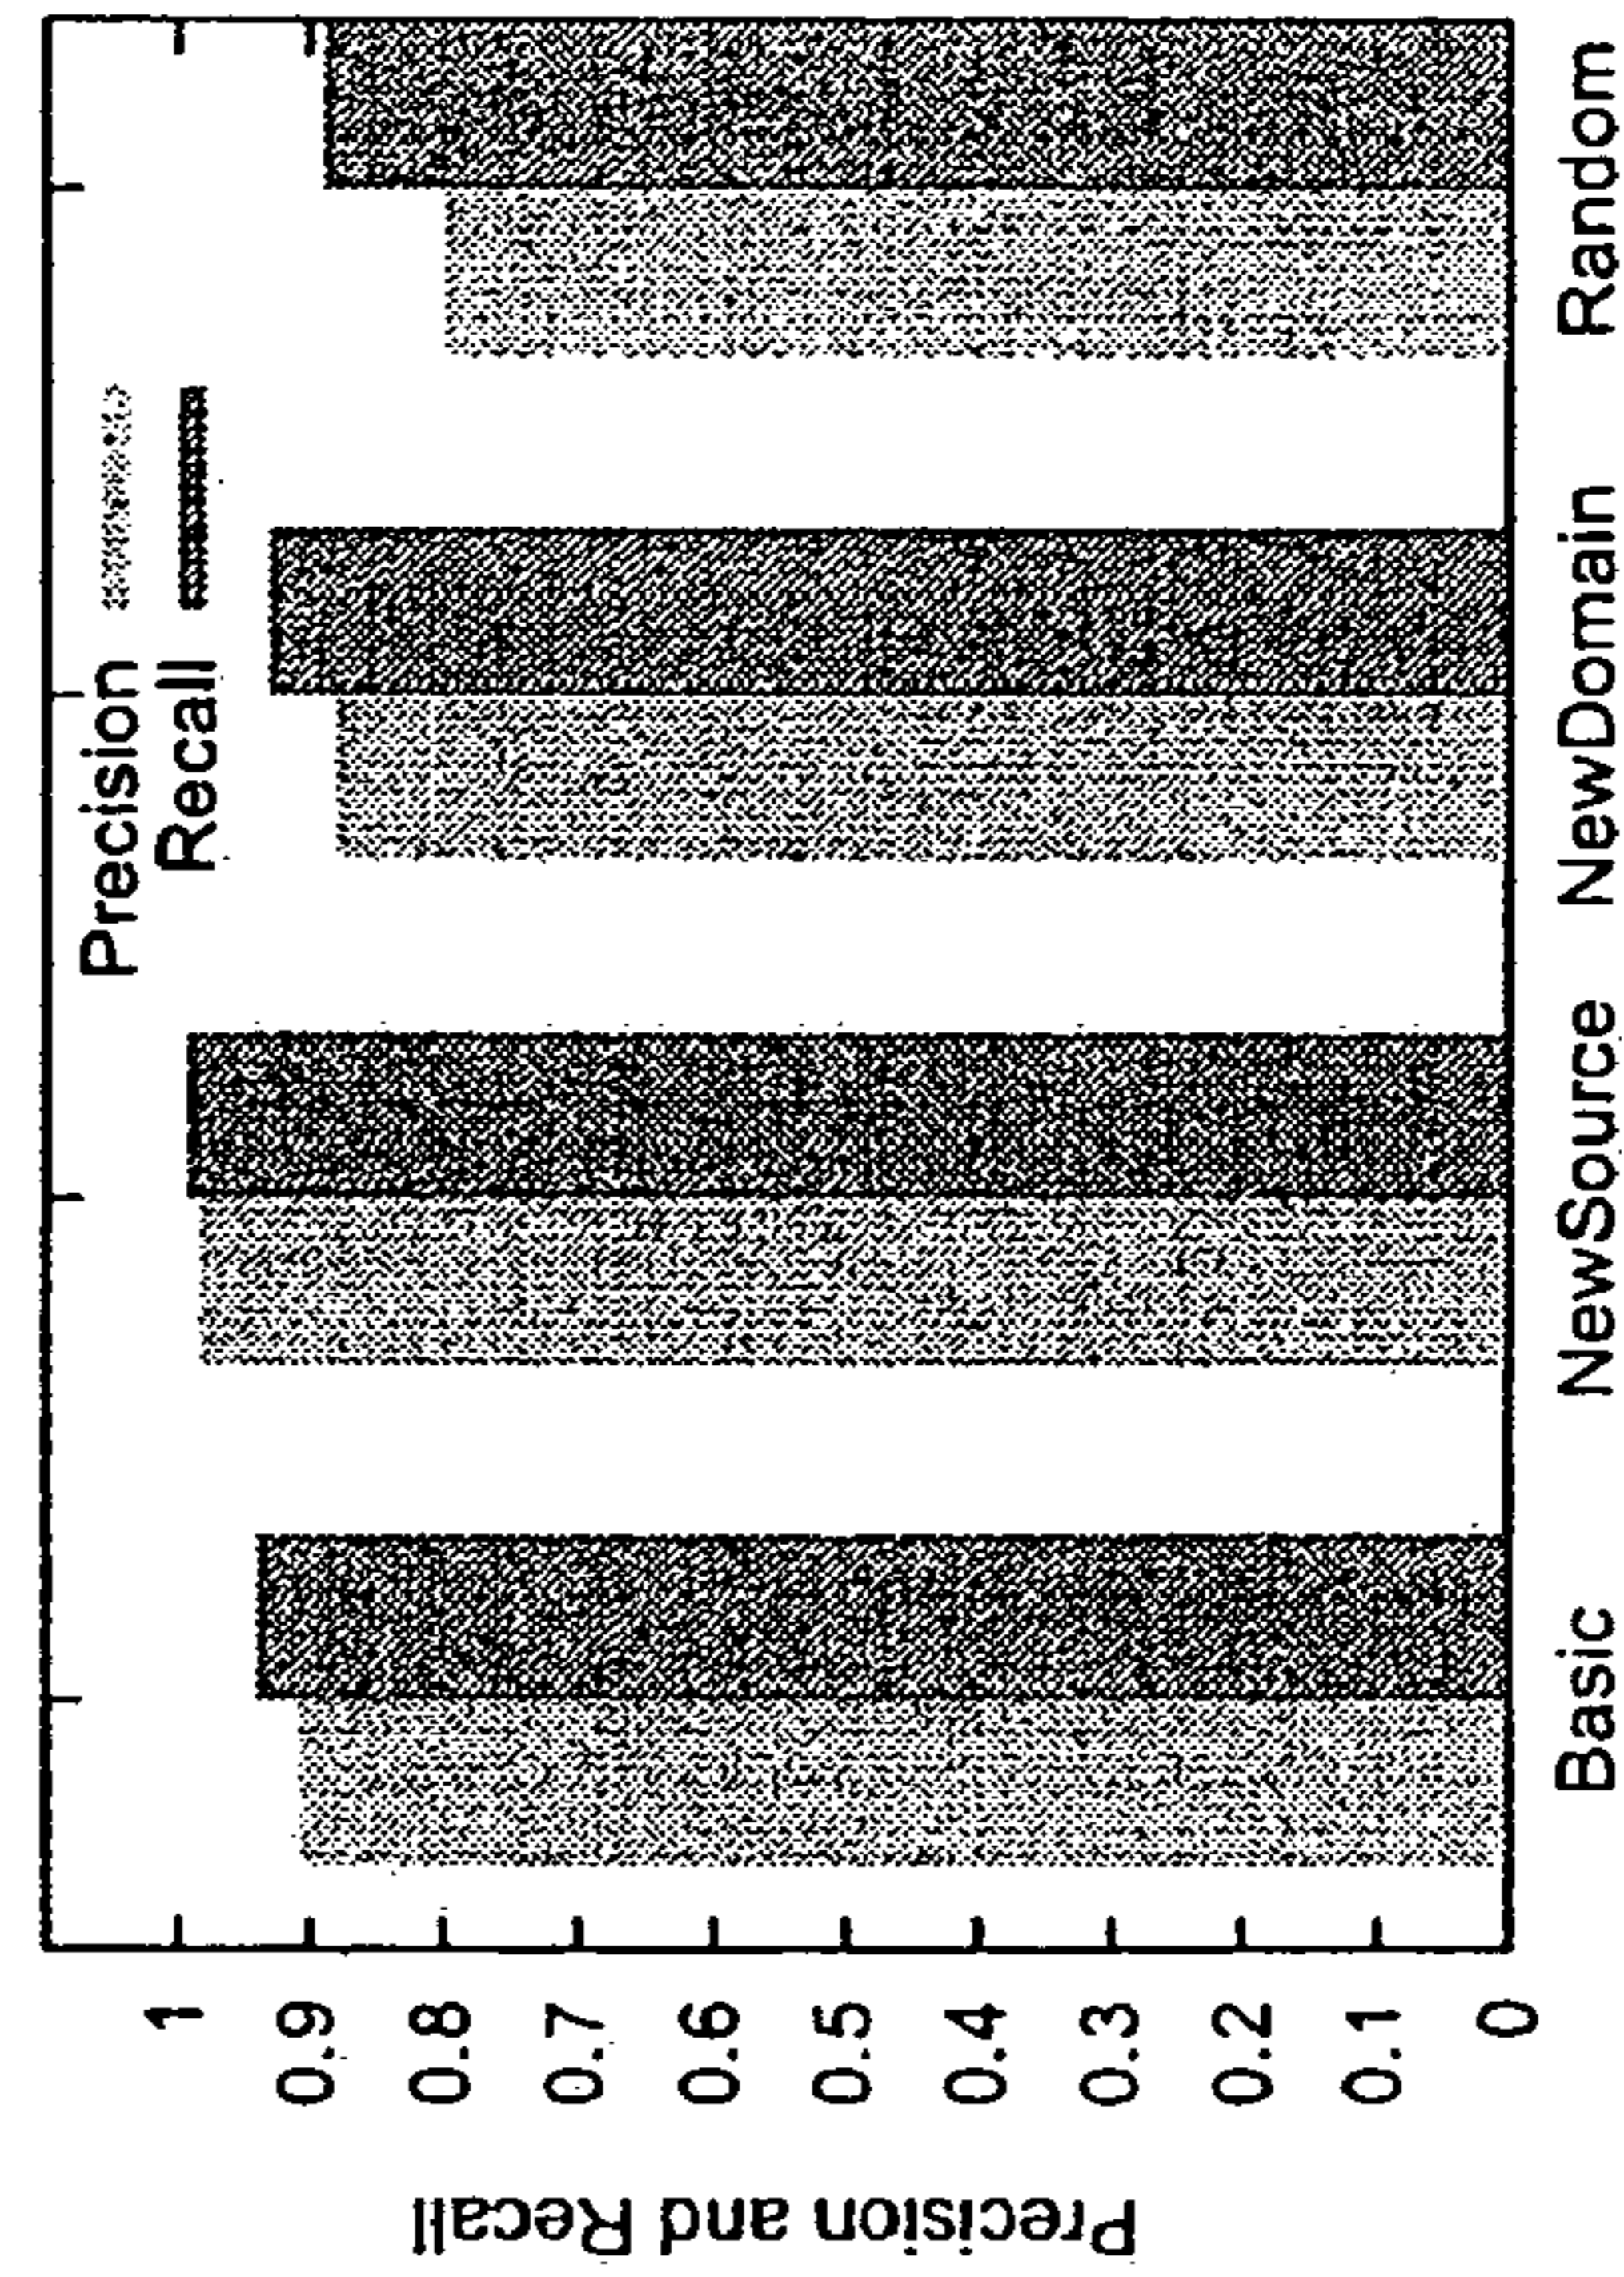 Precision and Recall
1
0.9
0.8
0.7
0.6
0.5
0.4
0.3
0.2
0.1
0
Precision
Recall
Basic
NewSource
NewDomain
Random